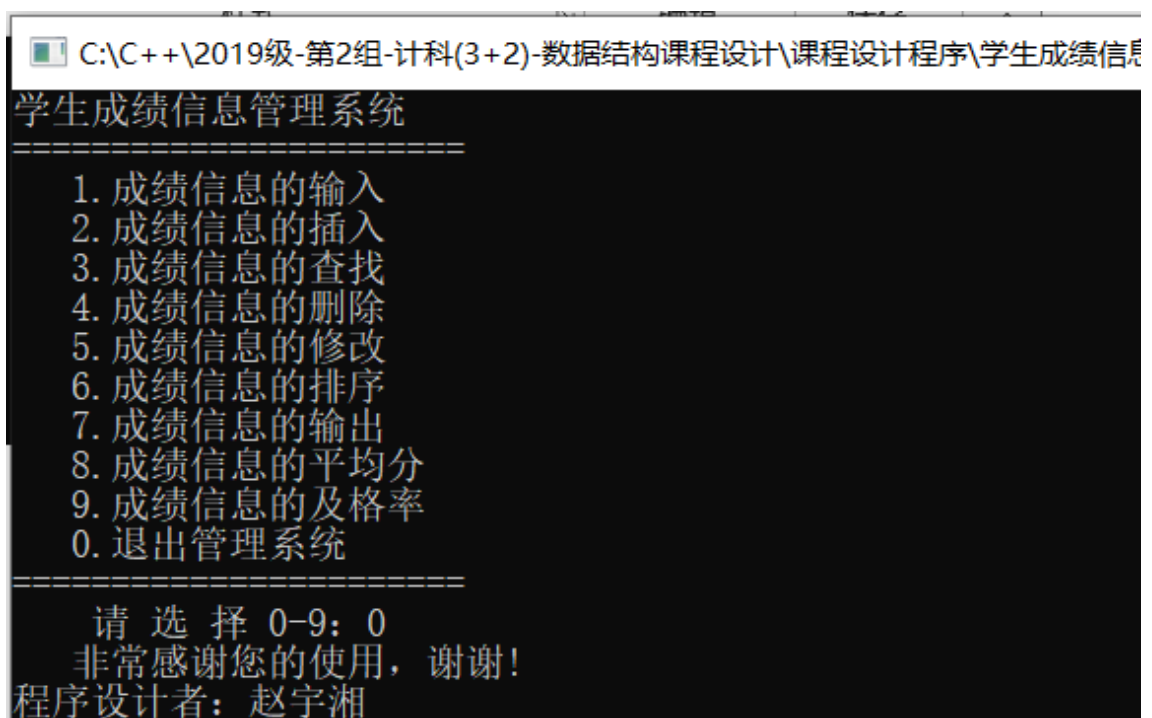 C:\C++\2019级-第2组-计科(3+2)-数据结构课程设计\课程设计程序\学生成绩信息
学生成绩信息管理系统
=======================
1.成绩信息的输入
2.成绩信息的插入
3.成绩信息的查找
4.成绩信息的删除
5.成绩信息的修改
6.成绩信息的排序
7.成绩信息的输出
8.成绩信息的平均分
9.成绩信息的及格率
0.退出管理系统
=======================
请 选 择 0-9：0
非常感谢您的使用，谢谢!
程序设计者：赵宇湘